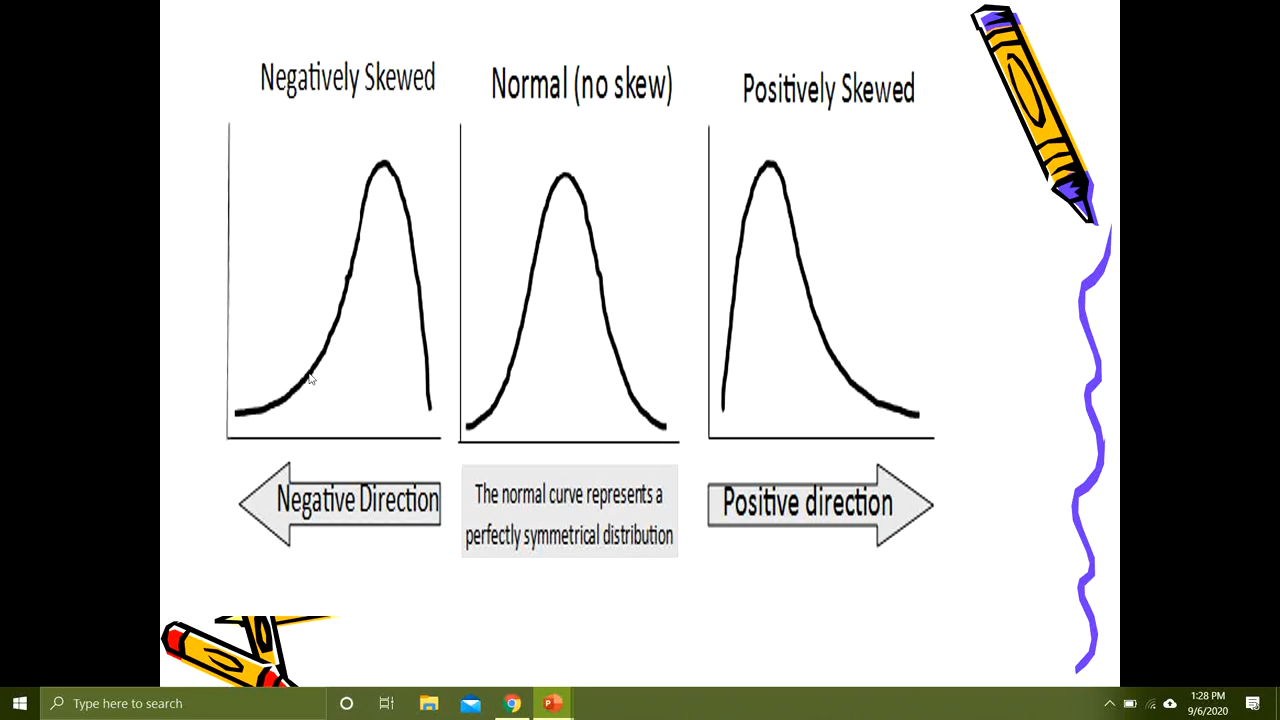 Negatively Skewed
Normal (no skew)
Positively Skewed
Negative Direction
The normal curve represents a
perfectly symmetrical distribution
Positive direction
Type here to search
1:28 PM
9/6/2020